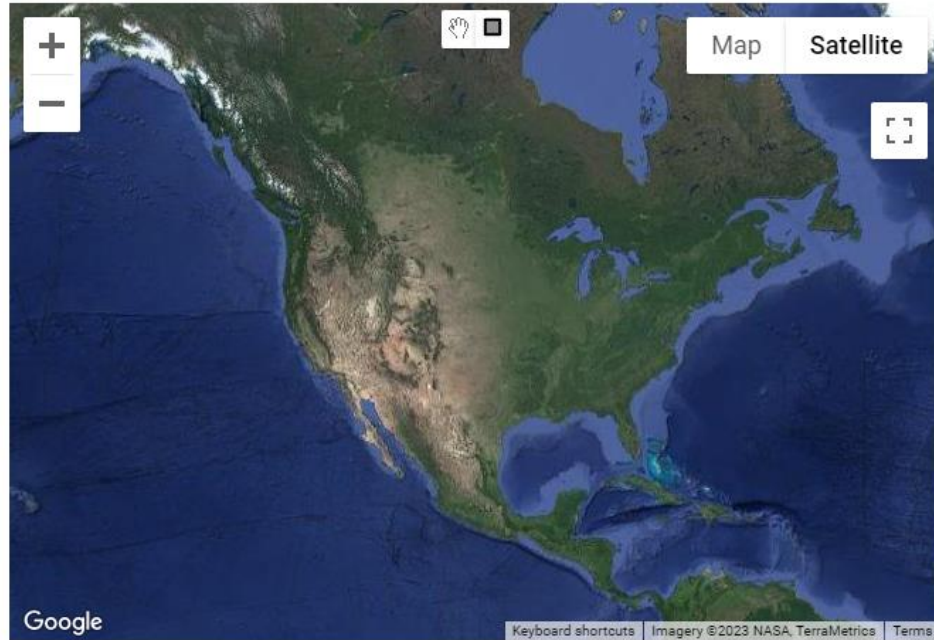 Map
Satellite
Google
Keyboard shortcuts
Imagery ©2023 NASA, TerraMetrics
Terms